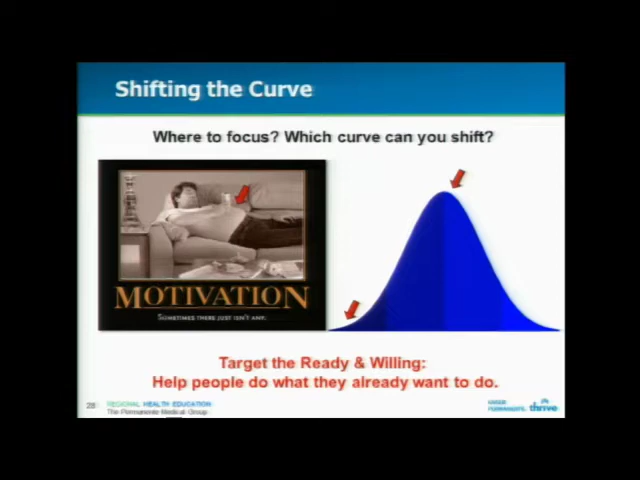 Shifting the Curve
Where to focus? Which curve can you shift?
MOTIVATION
SOMETIMES THERE JUST ISN'T ANY.
Target the Ready & Willing:
Help people do what they already want to do.
28
REGIONAL HEALTH EDUCATION
The Permanente Medical Group
KAISER
PERMANENTE. thrive